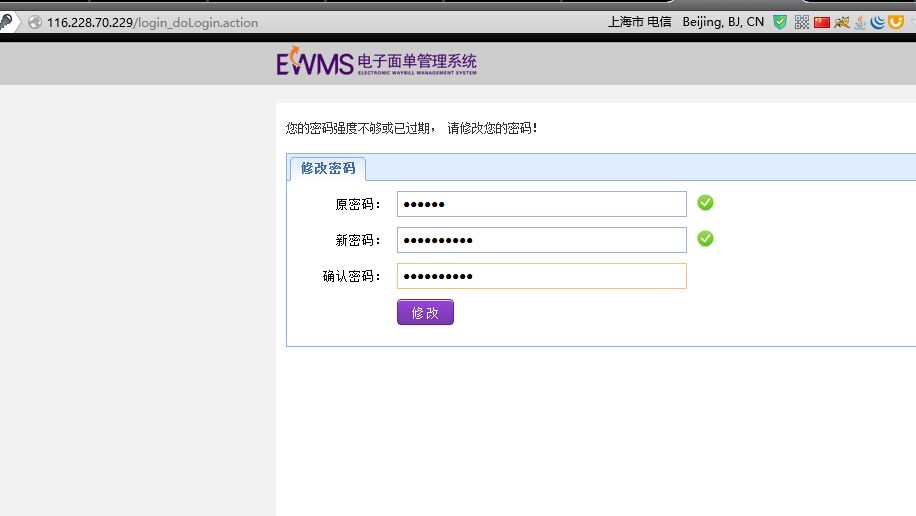 116.228.70.229/login_doLogin.action
上海市 电信 Beijing, BJ, CN
EWMS 电子面单管理系统
ELECTRONIC WAYBILL MANAGEMENT SYSTEM
您的密码强度不够或已过期， 请修改您的密码！
修改密码
原密码：
新密码：
确认密码：
修改